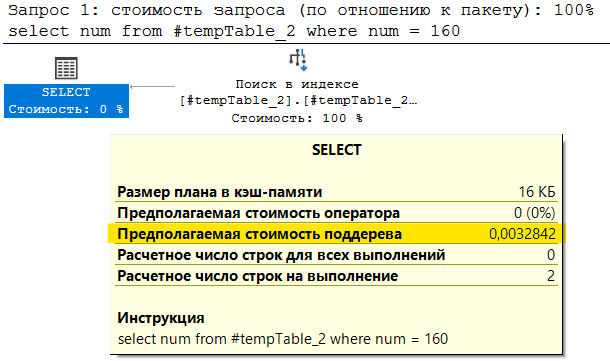 Запрос 1: стоимость запроса (по отношению к пакету): 100%
select num from #tempTable_2 where num = 160
SELECT
Стоимость: 0 %
Поиск в индексе
[#tempTable_2].[#tempTable_2…
Стоимость: 100 %
SELECT
Размер плана в кэш-памяти 16 КБ
Предполагаемая стоимость оператора 0 (0%)
Предполагаемая стоимость поддерева 0,0032842
Расчетное число строк для всех выполнений 0
Расчетное число строк на выполнение 2
Инструкция
select num from #tempTable_2 where num = 160